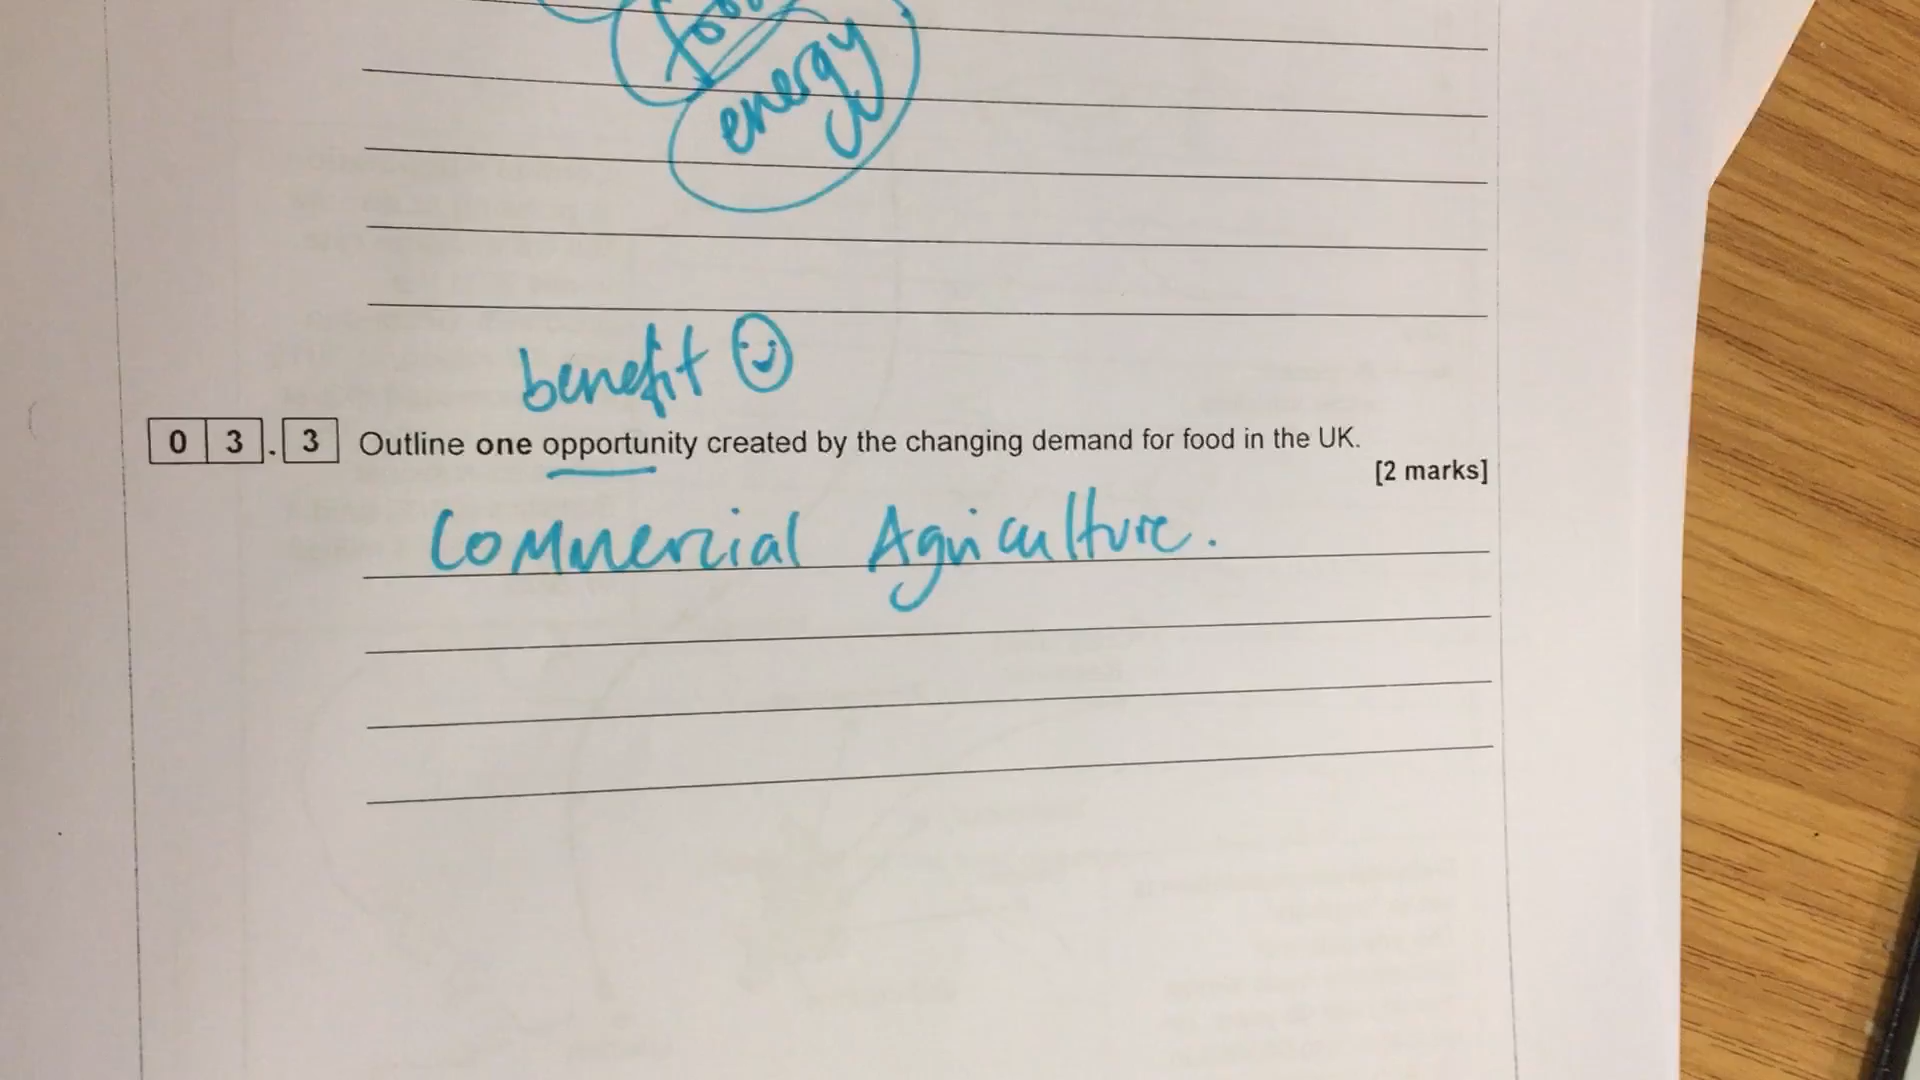 energy
benefit
0 3 . 3 Outline one opportunity created by the changing demand for food in the UK.
[2 marks]
Commercial Agriculture.